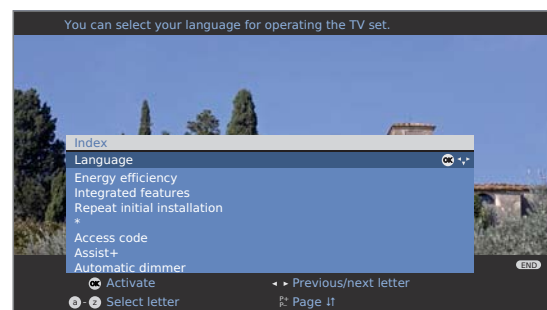 You can select your language for operating the TV set.
Index
Language OK
Energy efficiency
Integrated features
Repeat initial installation
*
Access code
Assist+
Automatic dimmer
END
OK Activate
Previous/next letter
a - z Select letter
P+ P- Page